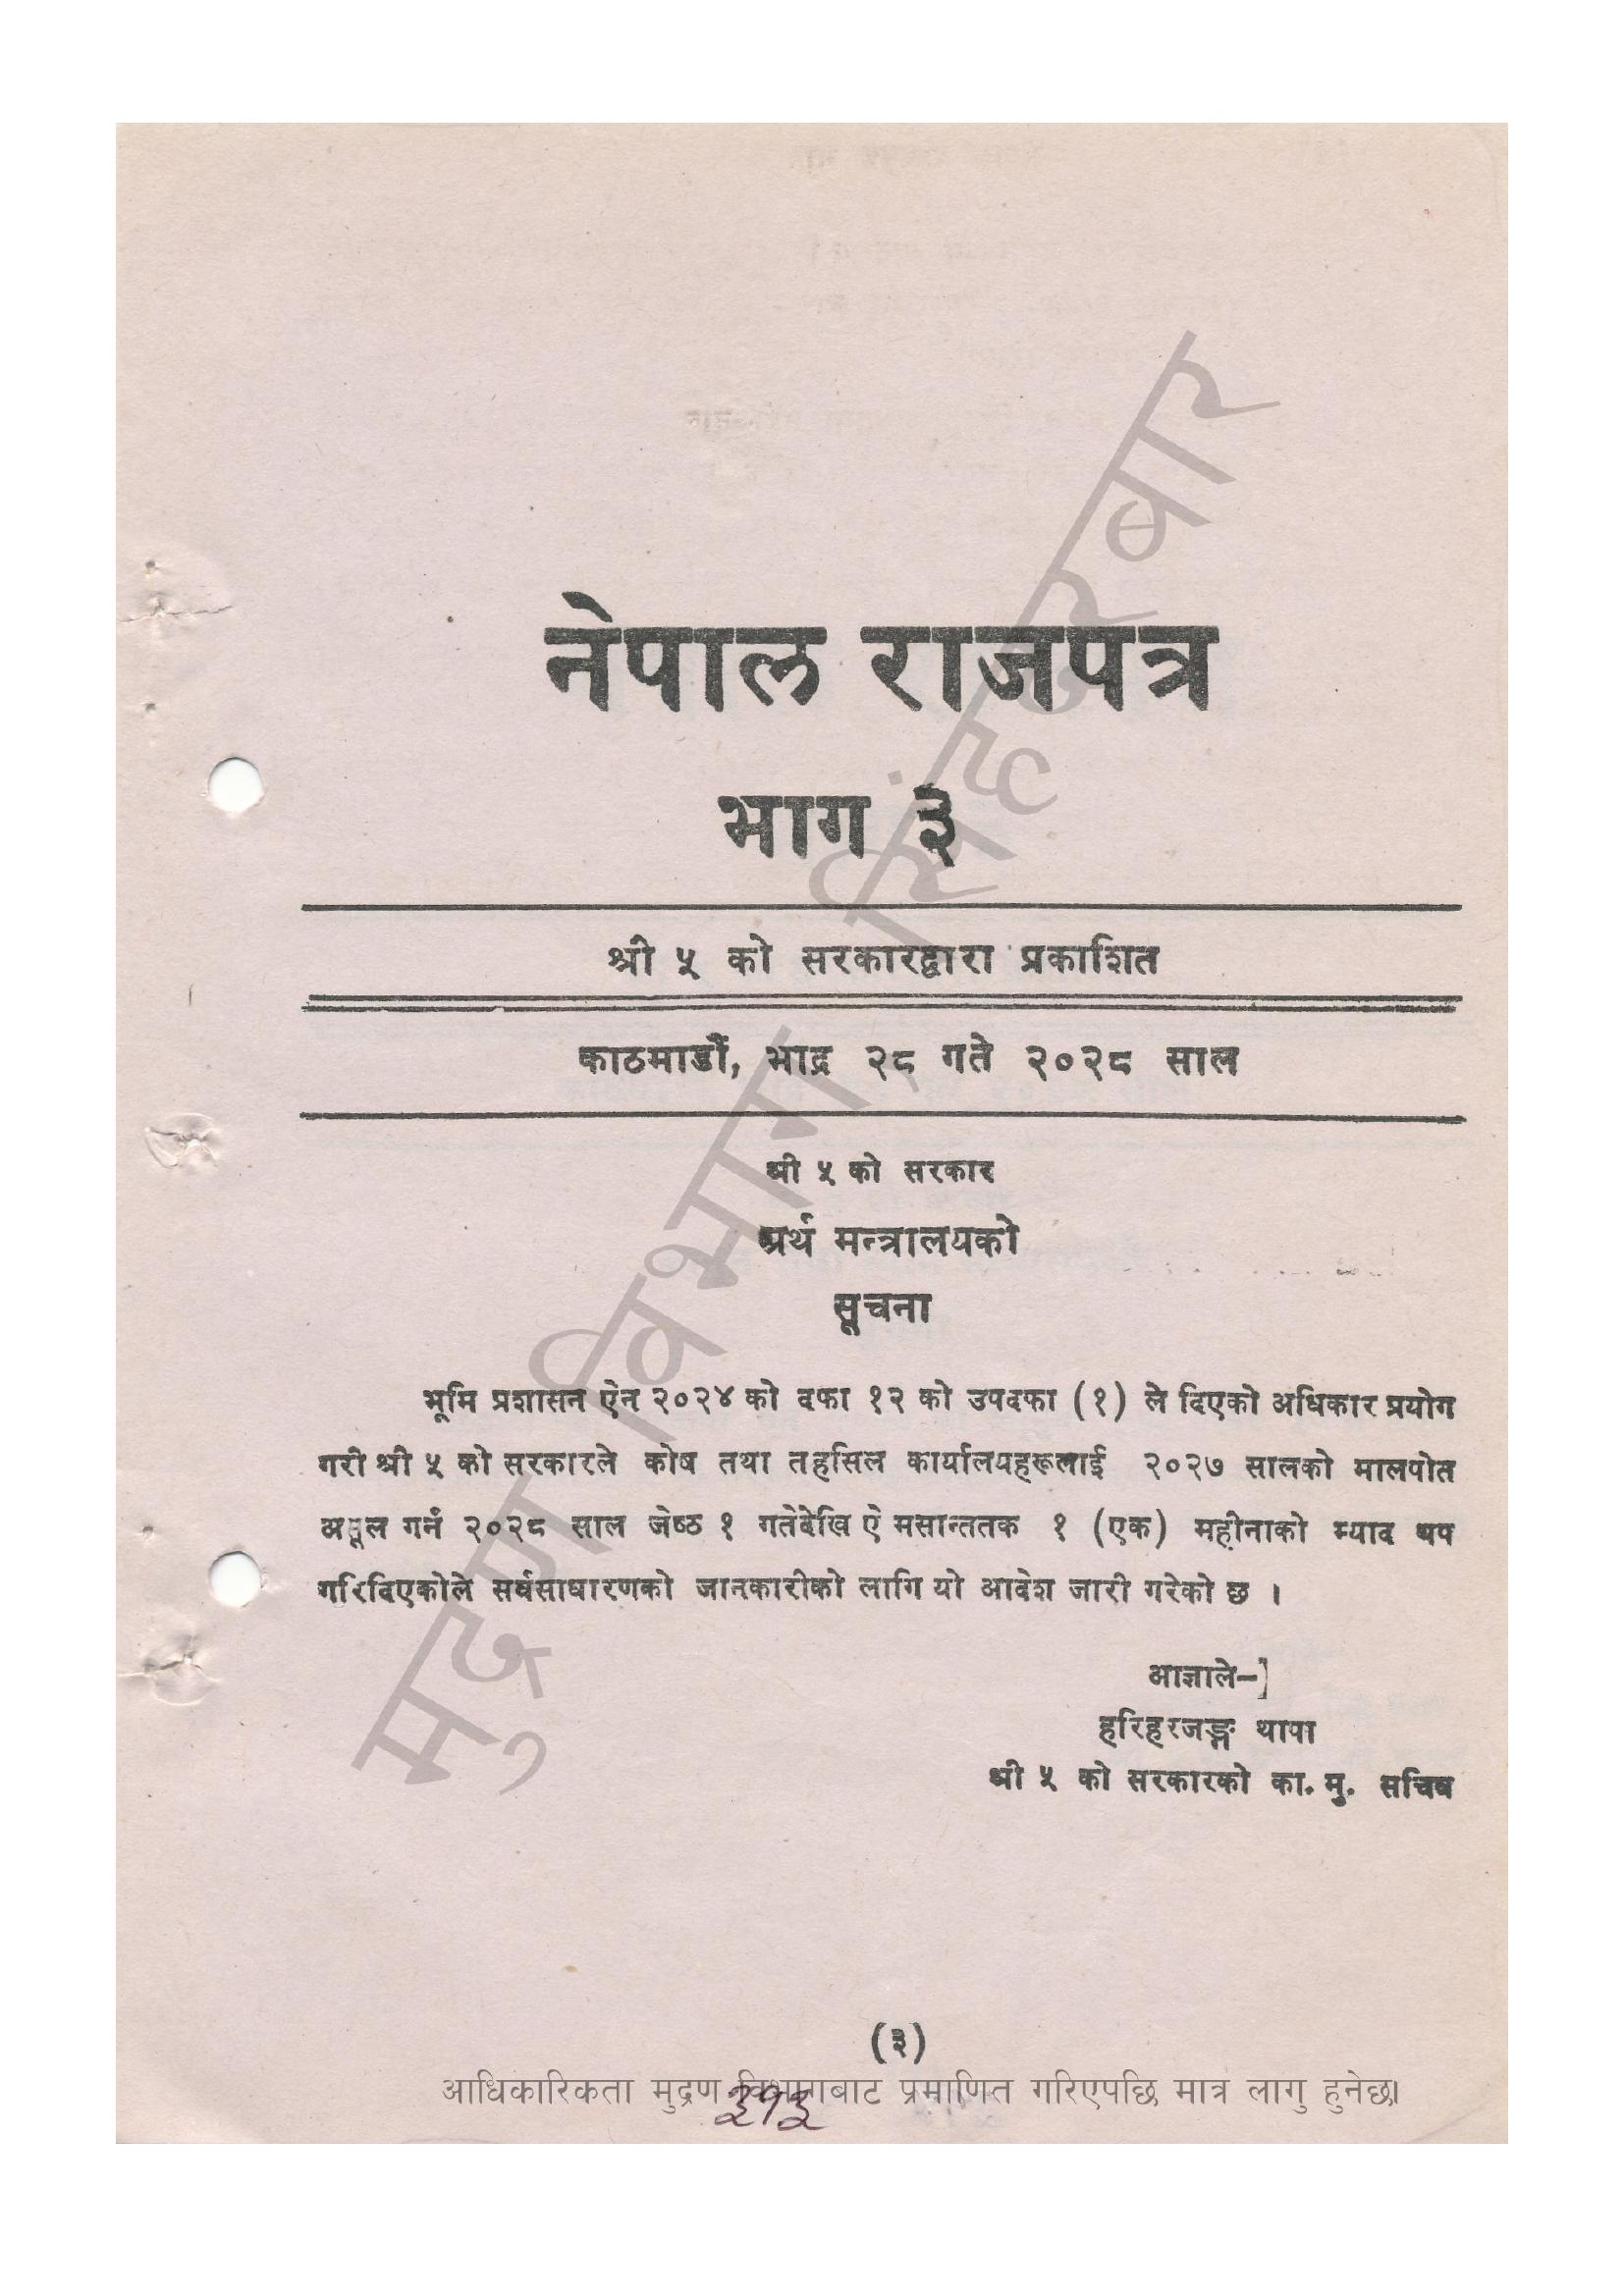 नेपाल राजपत्र
भाग ३
श्री ५ को सरकारद्वारा प्रकाशित
काठमाडौं, भाद्र २८ गते २०२८ साल
श्री ५ को सरकार
अर्थ मन्त्रालयको
सूचना
भूमि प्रशासन ऐन २०२४ को दफा १२ को उपदफा (१) ले दिएको अधिकार प्रयोग
गरी श्री ५ को सरकारले कोष तथा तहसिल कार्यालयहरूलाई २०२७ सालको मालपोत
असूल गर्न २०२८ साल जेष्ठ १ गतेदेखि ऐ मसान्ततक १ (एक) महीनाको म्याद थप
गरिदिएकोले सर्वसाधारणको जानकारीको लागि यो आदेश जारी गरेको छ ।
आज्ञाले–
हरिहरजङ्ग थापा
श्री ५ को सरकारको का. मु. सचिव
(३)
आधिकारिकता मुद्रण विभागबाट प्रमाणित गरिएपछि मात्र लागु हुनेछ।
३१३
मुद्रण विभाग, सिंहदरबार